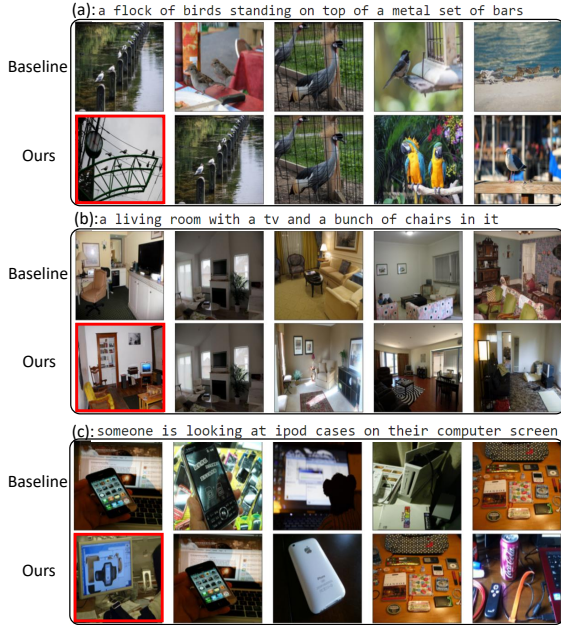 (a): a flock of birds standing on top of a metal set of bars
Baseline
Ours
(b): a living room with a tv and a bunch of chairs in it
Baseline
Ours
(c): someone is looking at ipod cases on their computer screen
Baseline
Ours